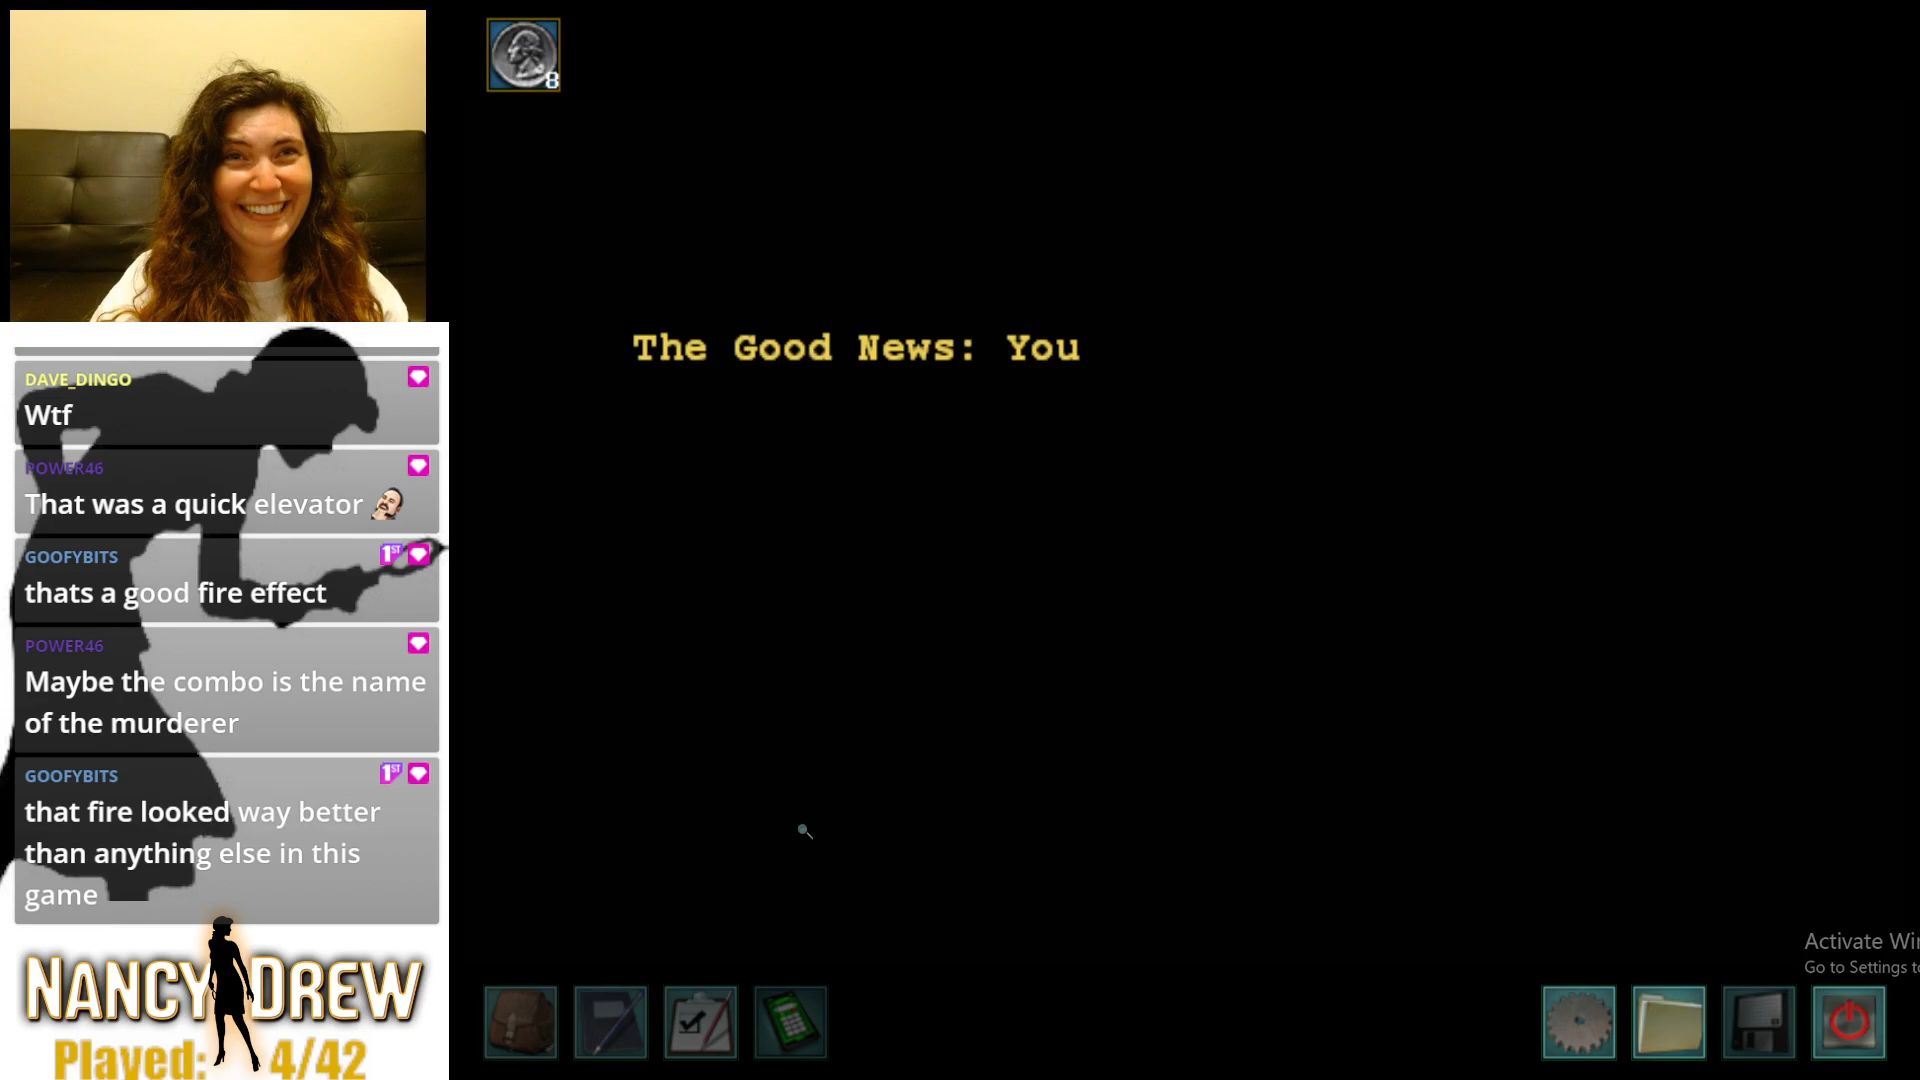 8
The Good News: You
DAVE_DINGO
Wtf
POWER46
That was a quick elevator
GOOFYBITS
1ST
thats a good fire effect
POWER46
Maybe the combo is the name
of the murderer
GOOFYBITS
1ST
that fire looked way better
than anything else in this
game
NANCY DREW
Played: 4/42
Activate Wi
Go to Settings t